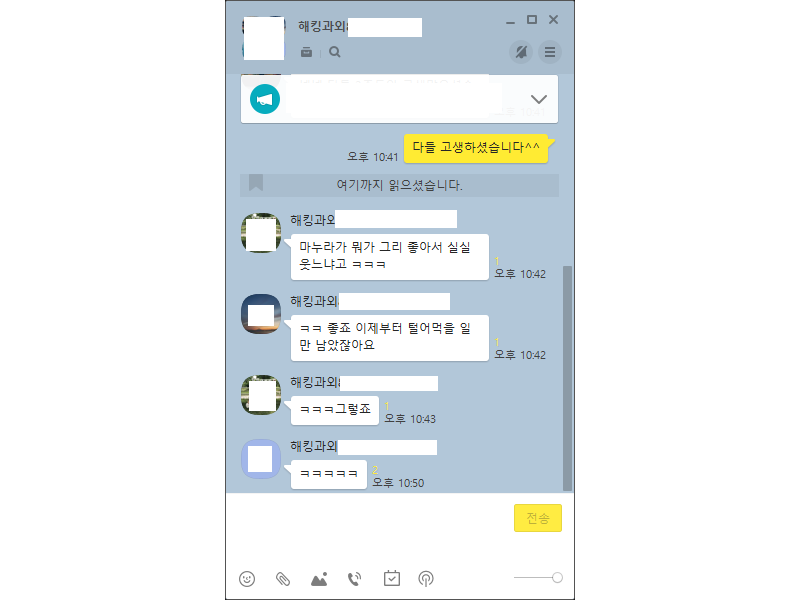 해킹과외
다들 고생하셨습니다^^
오후 10:41
여기까지 읽으셨습니다.
해킹과외
마누라가 뭐가 그리 좋아서 실실
웃느냐고 ㅋㅋㅋ
1
오후 10:42
해킹과외
ㅋㅋ 좋죠 이제부터 털어먹을 일
만 남았잖아요
1
오후 10:42
해킹과외
ㅋㅋㅋ그렇죠
1
오후 10:43
해킹과외
ㅋㅋㅋㅋㅋ
2
오후 10:50
전송